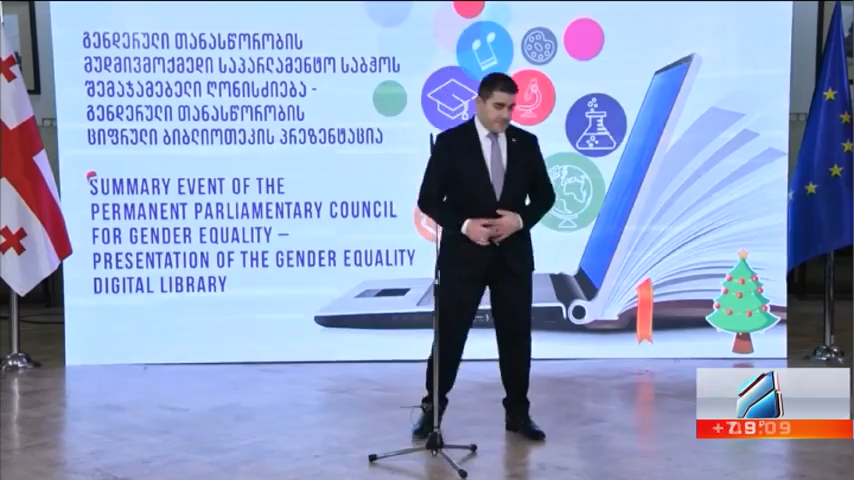 გენდერული თანასწორობის
მუდმივმოქმედი საპარლამენტო საბჭოს
შემაჯამებელი ღონისძიება -
გენდერული თანასწორობის
ციფრული ბიბლიოთეკის პრეზენტაცია
SUMMARY EVENT OF THE
PERMANENT PARLIAMENTARY COUNCIL
FOR GENDER EQUALITY –
PRESENTATION OF THE GENDER EQUALITY
DIGITAL LIBRARY